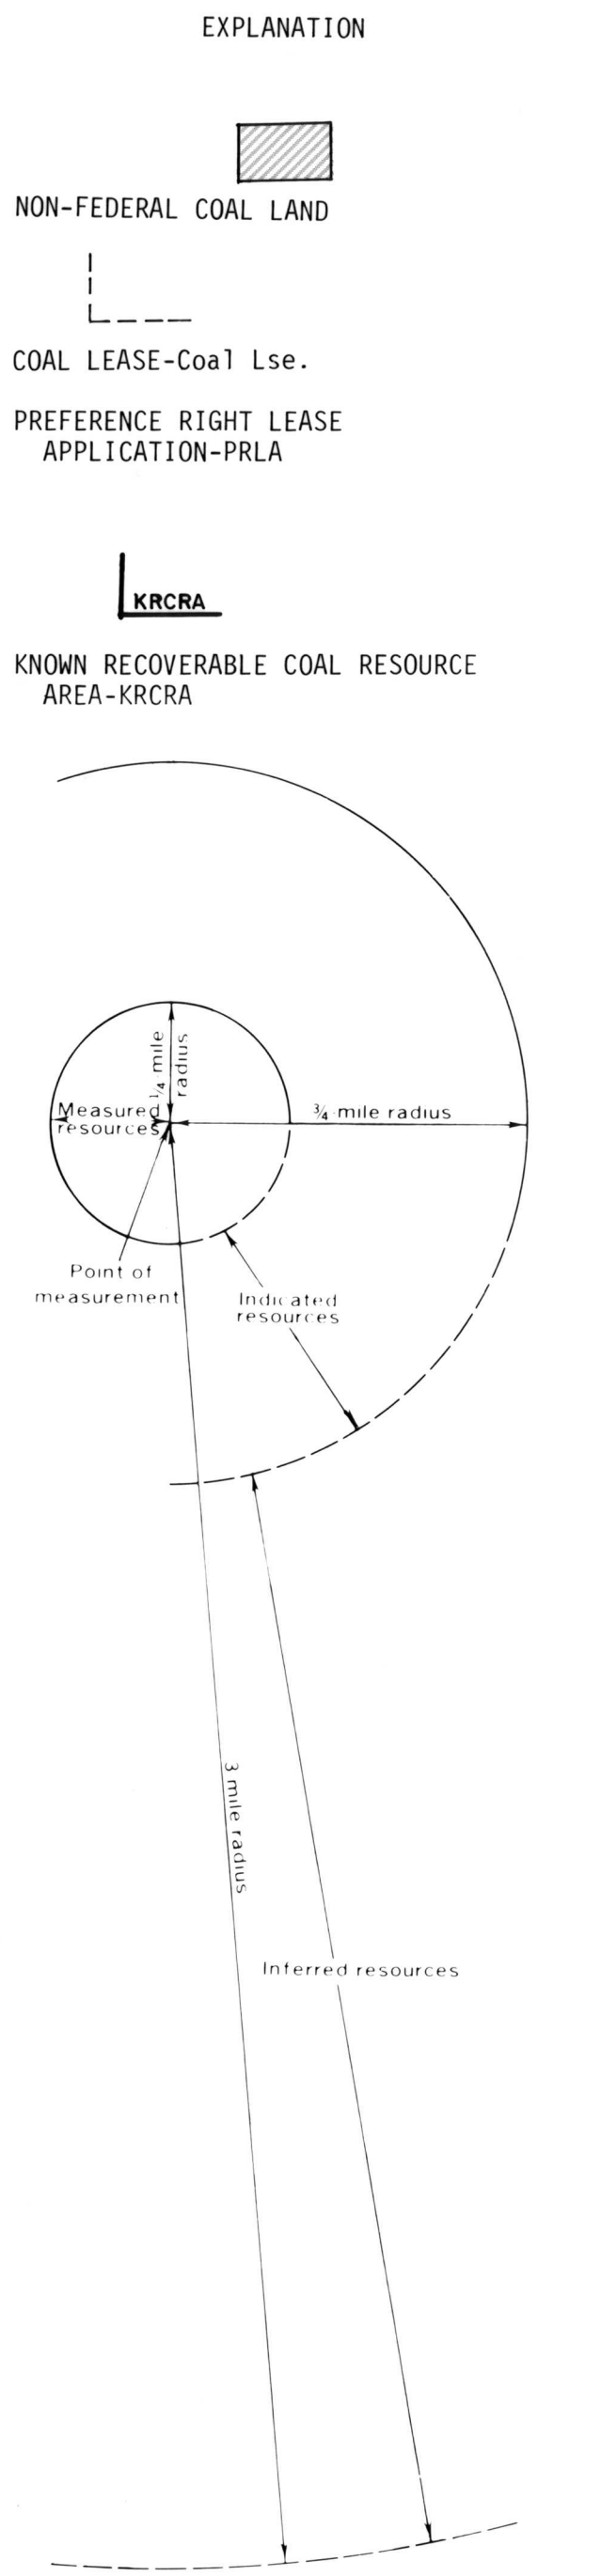 EXPLANATION
NON-FEDERAL COAL LAND
COAL LEASE-Coal Lse.
PREFERENCE RIGHT LEASE
APPLICATION-PRLA
KRCRA
KNOWN RECOVERABLE COAL RESOURCE
AREA-KRCRA
1/4 mile
radius
Measured
resources
3/4 mile radius
Point of
measurement
Indicated
resources
3 mile radius
Inferred resources